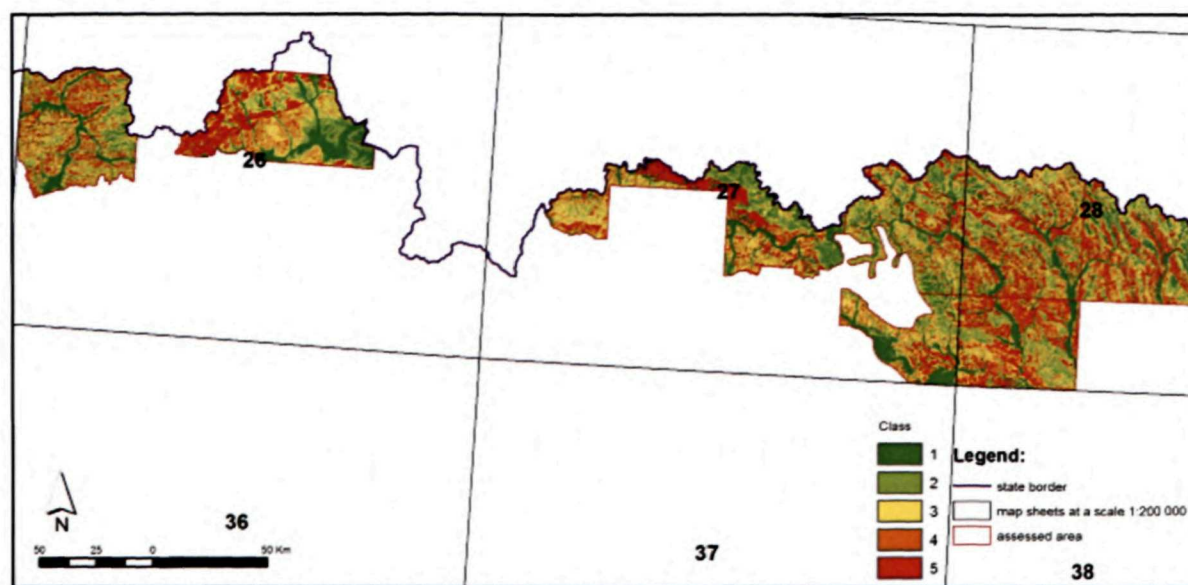 26
27
28
Class
1
2
3
4
5
Legend:
state border
map sheets at a scale 1:200 000
assessed area
N
50 25 0 50 Km
36
37
38